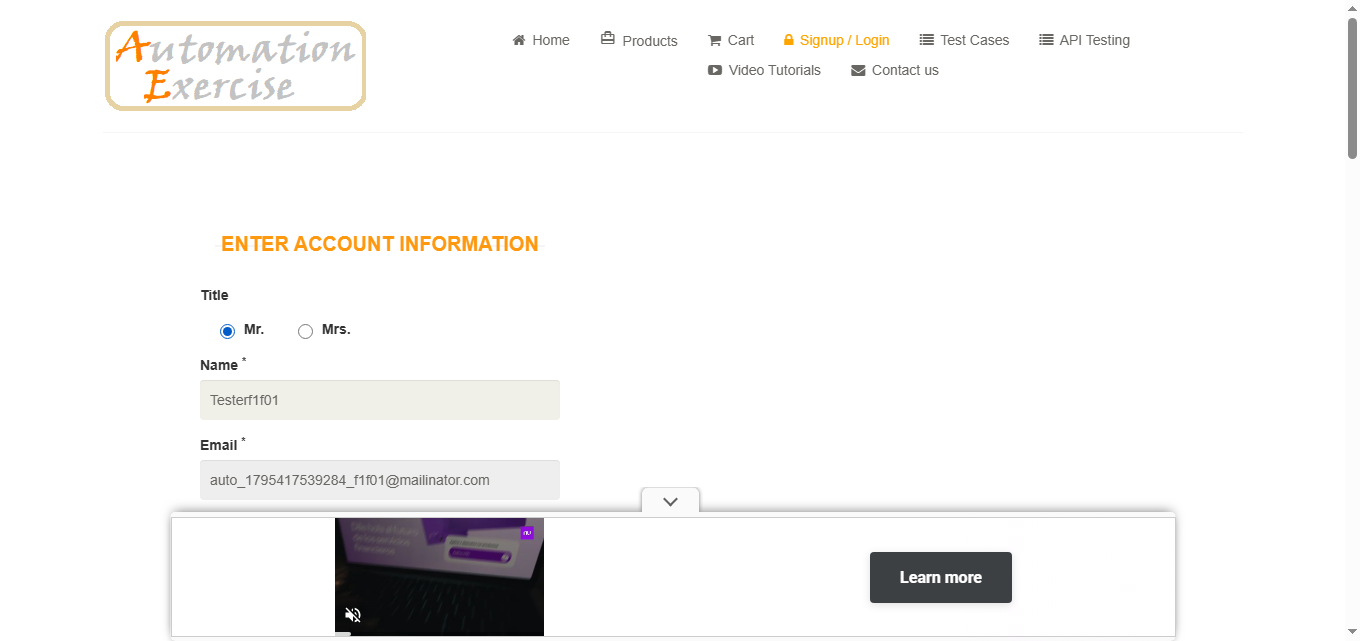 Automation
Exercise
Home
Products
Cart
Signup / Login
Test Cases
API Testing
Video Tutorials
Contact us
ENTER ACCOUNT INFORMATION
Title
Mr.
Mrs.
Name *
Testerf1f01
Email *
auto_1795417539284_f1f01@mailinator.com
nu
Learn more